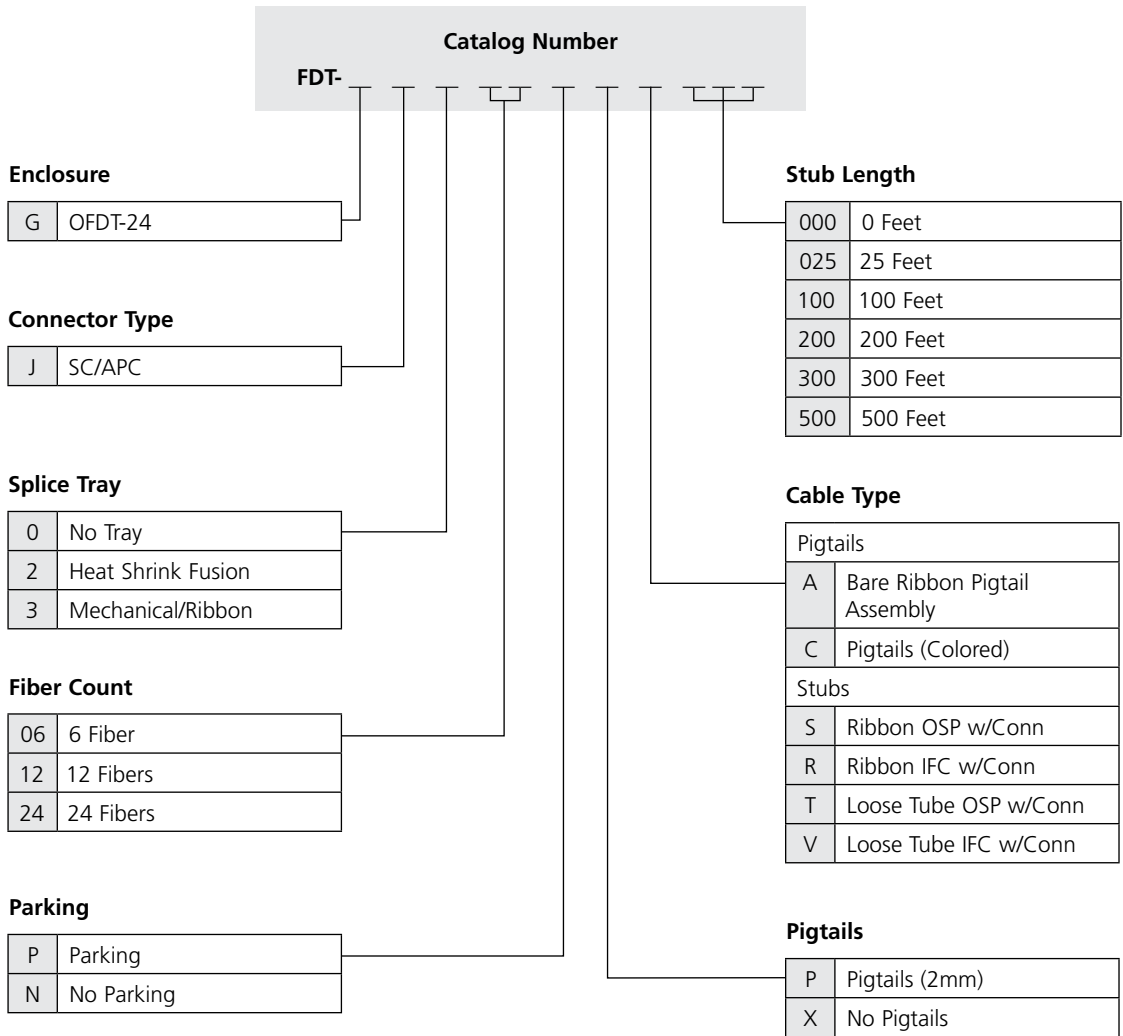 Catalog Number
FDT-
Enclosure
G OFDT-24
Connector Type
J SC/APC
Splice Tray
0 No Tray
2 Heat Shrink Fusion
3 Mechanical/Ribbon
Fiber Count
06 6 Fiber
12 12 Fibers
24 24 Fibers
Parking
P Parking
N No Parking
Stub Length
000 0 Feet
025 25 Feet
100 100 Feet
200 200 Feet
300 300 Feet
500 500 Feet
Cable Type
Pigtails
A Bare Ribbon Pigtail
Assembly
C Pigtails (Colored)
Stubs
S Ribbon OSP w/Conn
R Ribbon IFC w/Conn
T Loose Tube OSP w/Conn
V Loose Tube IFC w/Conn
Pigtails
P Pigtails (2mm)
X No Pigtails